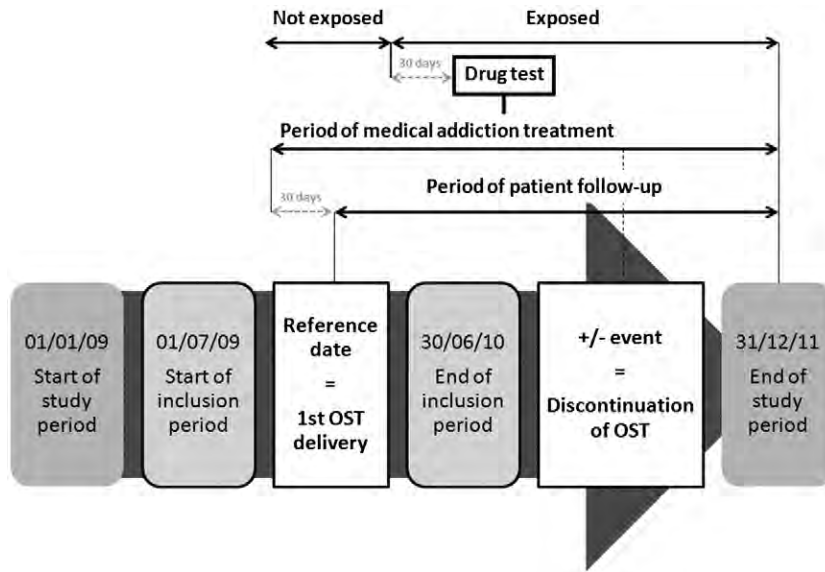 Not exposed
Exposed
30 days
Drug test
Period of medical addiction treatment
Period of patient follow-up
30 days
01/01/09
Start of
study
period
01/07/09
Start of
inclusion
period
Reference
date
=
1st OST
delivery
30/06/10
End of
inclusion
period
+/- event
=
Discontinuation
of OST
31/12/11
End of
study
period